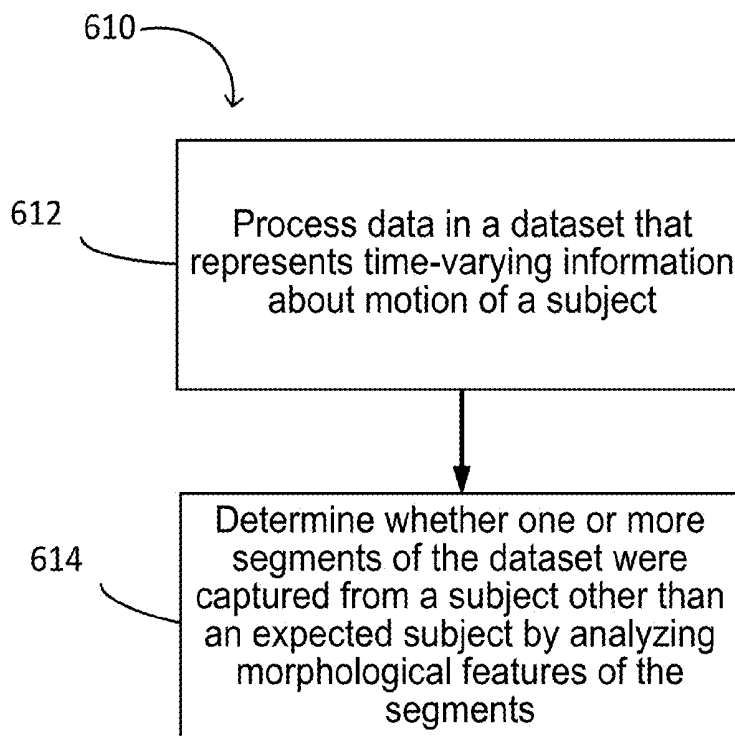 610
612
Process data in a dataset that
represents time-varying information
about motion of a subject
614
Determine whether one or more
segments of the dataset were
captured from a subject other than
an expected subject by analyzing
morphological features of the
segments